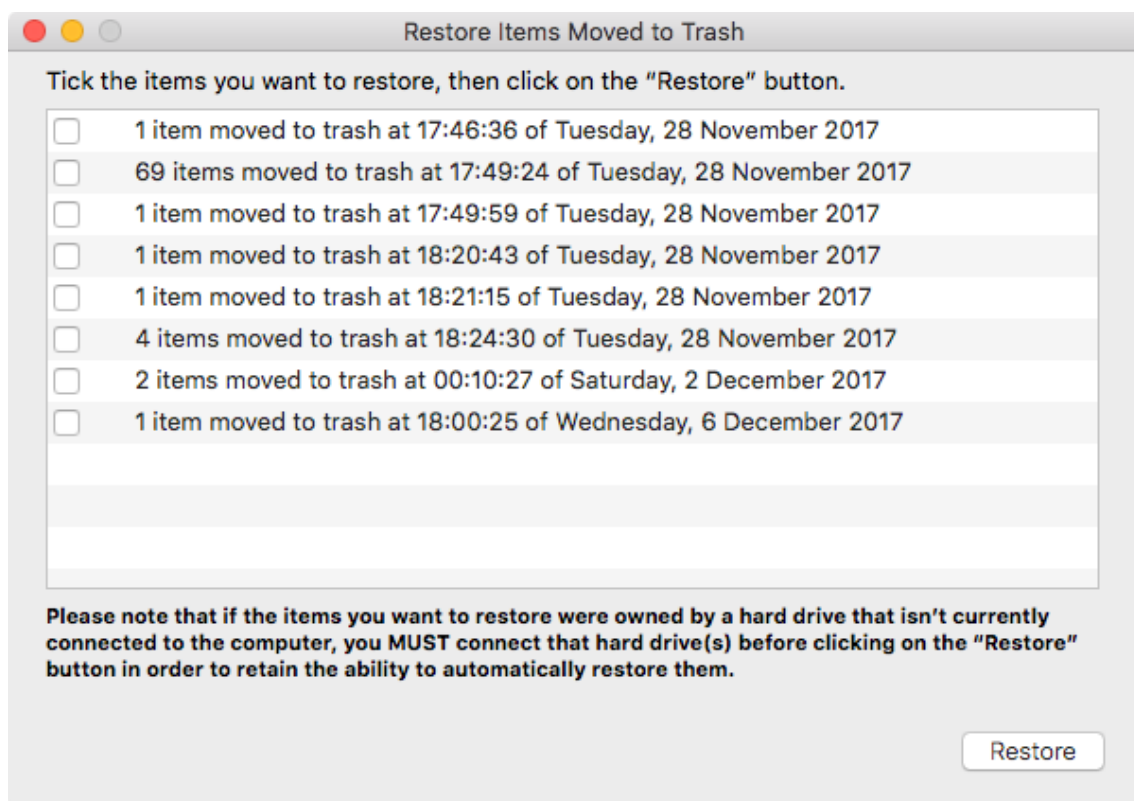 Restore Items Moved to Trash
Tick the items you want to restore, then click on the “Restore” button.
1 item moved to trash at 17:46:36 of Tuesday, 28 November 2017
69 items moved to trash at 17:49:24 of Tuesday, 28 November 2017
1 item moved to trash at 17:49:59 of Tuesday, 28 November 2017
1 item moved to trash at 18:20:43 of Tuesday, 28 November 2017
1 item moved to trash at 18:21:15 of Tuesday, 28 November 2017
4 items moved to trash at 18:24:30 of Tuesday, 28 November 2017
2 items moved to trash at 00:10:27 of Saturday, 2 December 2017
1 item moved to trash at 18:00:25 of Wednesday, 6 December 2017
Please note that if the items you want to restore were owned by a hard drive that isn’t currently
connected to the computer, you MUST connect that hard drive(s) before clicking on the “Restore”
button in order to retain the ability to automatically restore them.
Restore